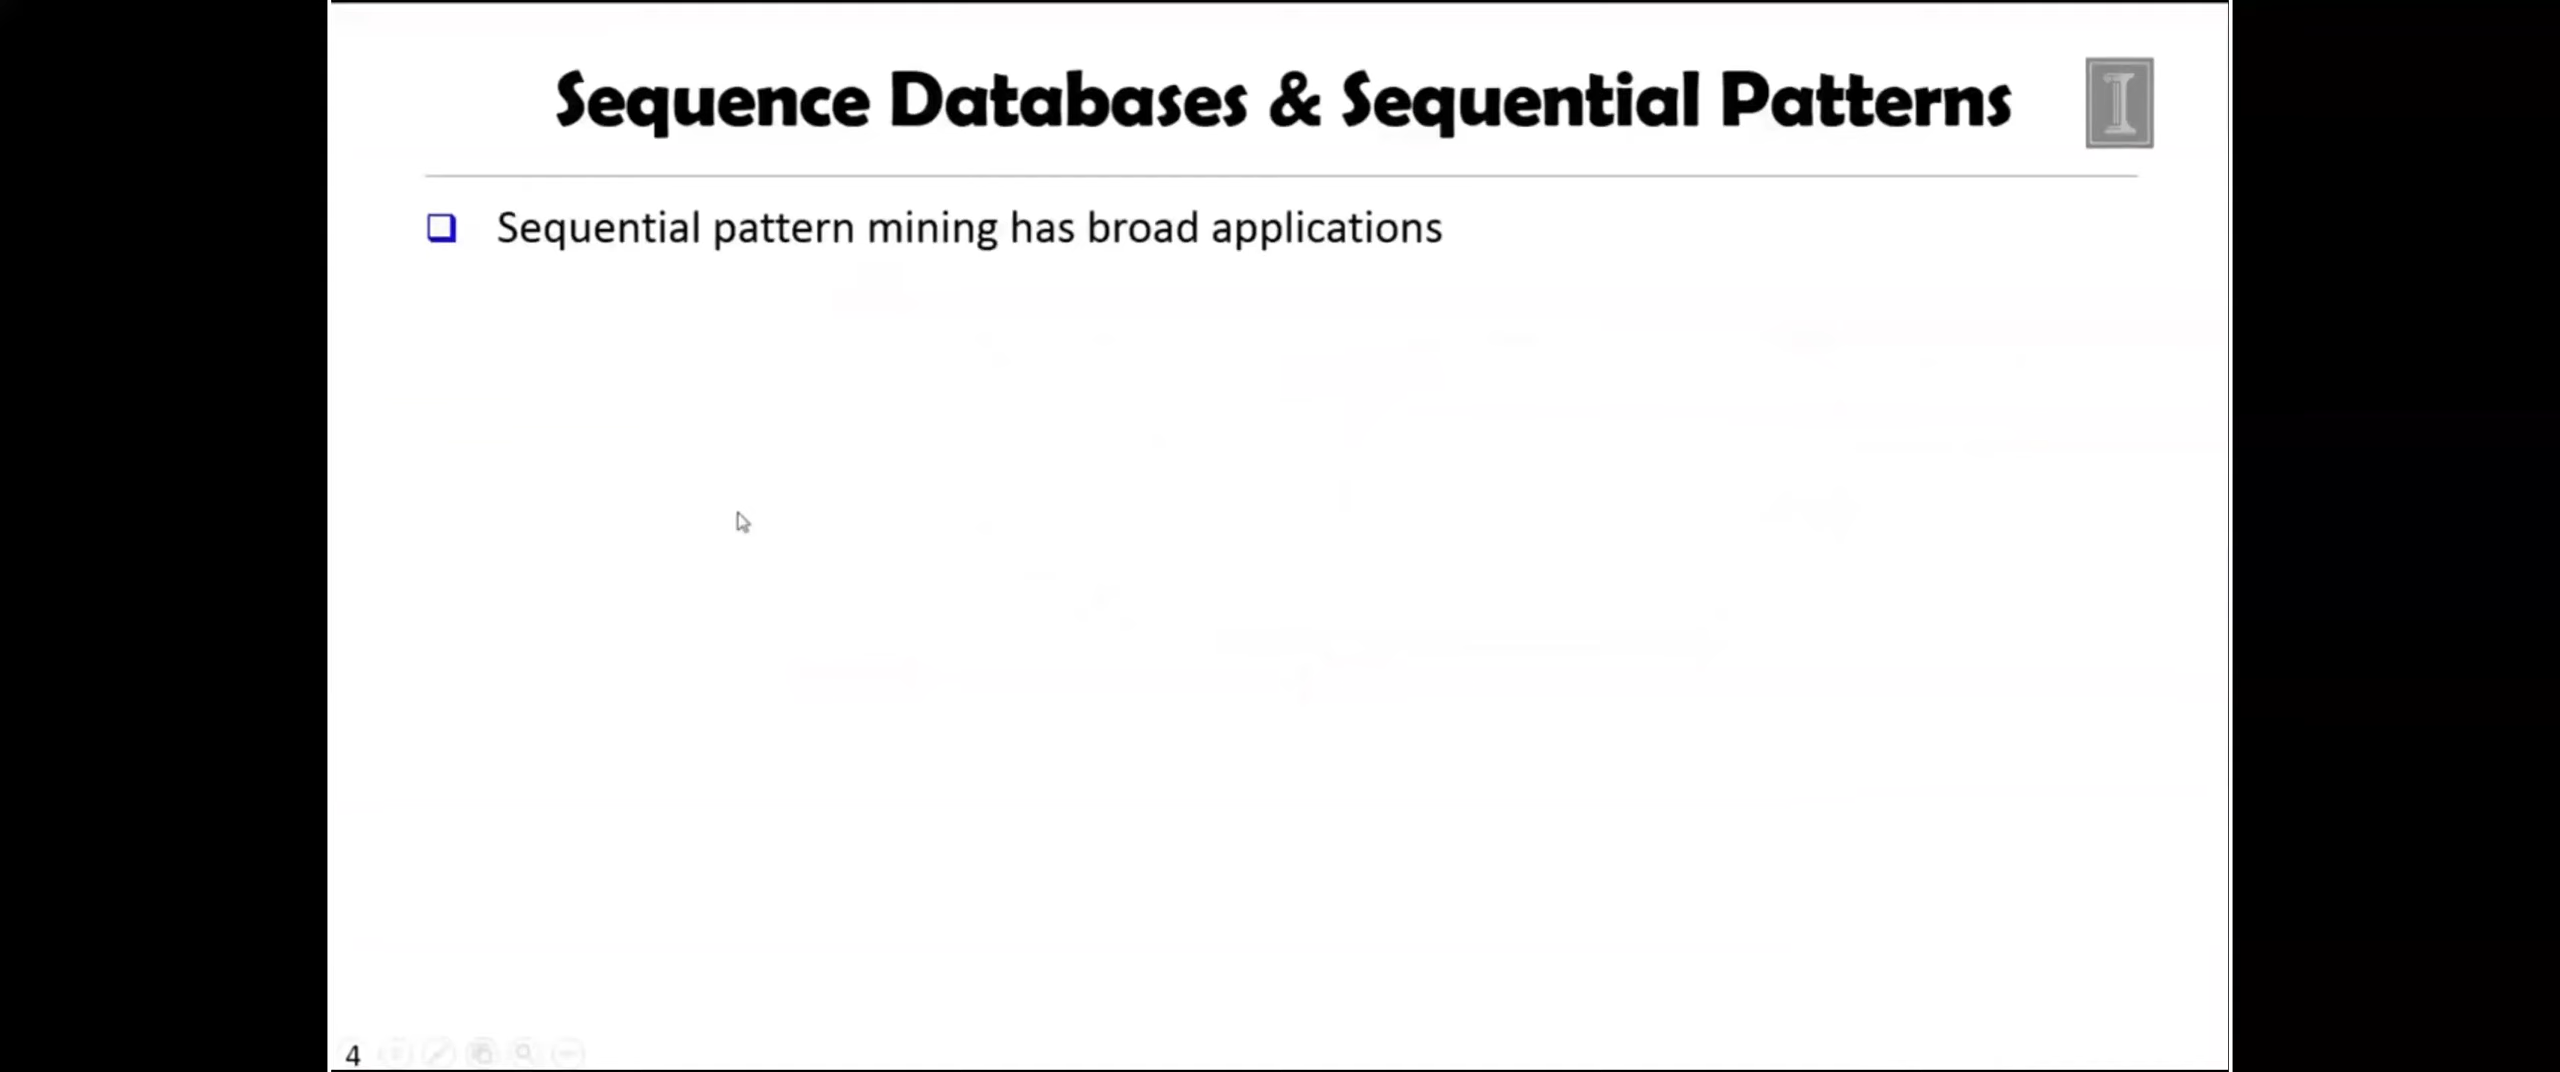 Sequence Databases & Sequential Patterns
Sequential pattern mining has broad applications
4